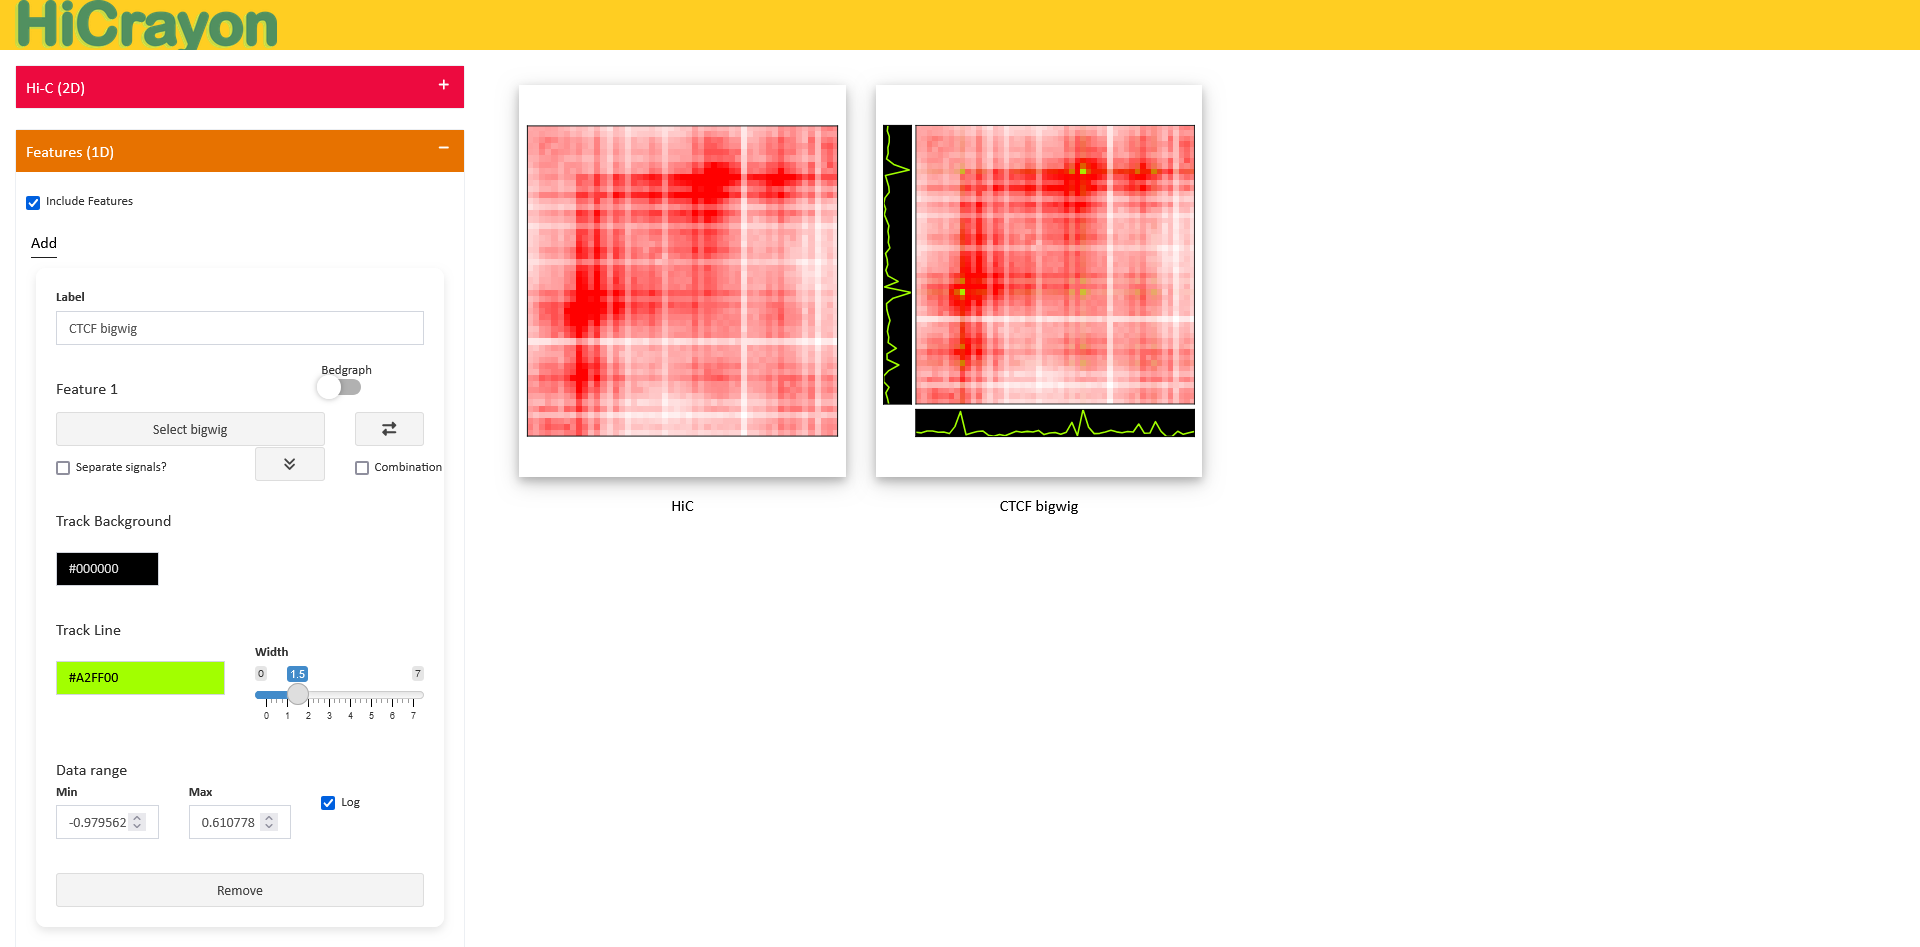 HiCrayon
Hi-C (2D)
Features (1D)
Include Features
Add
Label
CTCF bigwig
Bedgraph
Feature 1
Select bigwig
Separate signals?
Combination
Track Background
#000000
Track Line
Width
#A2FF00
0 1.5 7
0 1 2 3 4 5 6 7
Data range
Min Max
Log
-0.979562 0.610778
Remove
HiC
CTCF bigwig